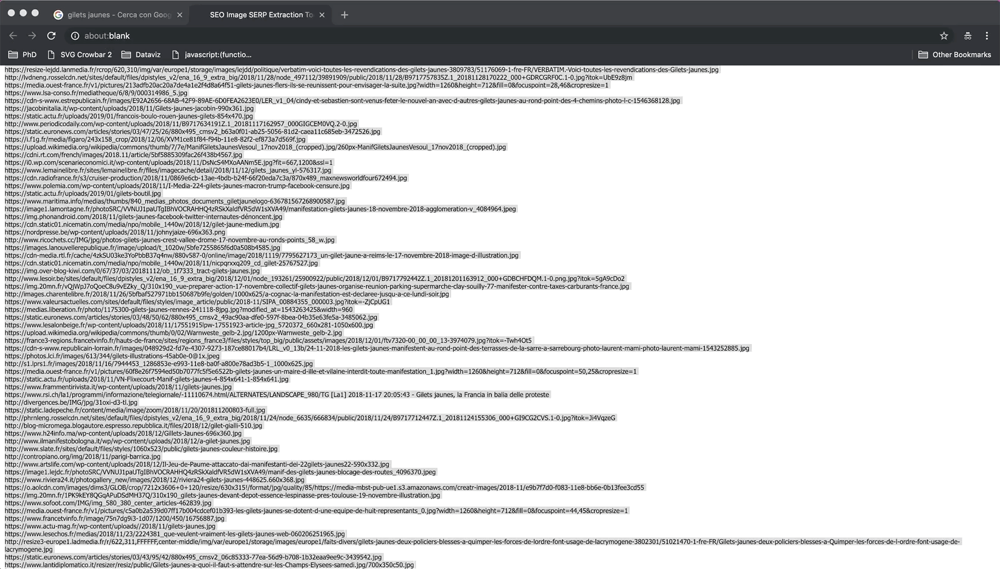 gilets jaunes - Cerca con Goog
SEO Image SERP Extraction To
about:blank
PhD SVG Crowbar 2 Dataviz javascript:(functio... Other Bookmarks
https://resize-lejdd.lanmedia.fr/rcrop/620,310/img/var/europe1/storage/images/lejdd/politique/verbatim-voici-toutes-les-revendications-des-gilets-jaunes-3809783/51176069-1-fre-FR/VERBATIM.-Voici-toutes-les-revendications-des-Gilets-jaunes.jpg
http://lvdneng.rosselcdn.net/sites/default/files/dpistyles_v2/ena_16_9_extra_big/2018/11/28/node_497112/39891909/public/2018/11/28/B9717757835Z.1_20181128170222_000+GDRCGRF0C.1-0.jpg?itok=UbE9z8jm
https://media.ouest-france.fr/v1/pictures/213adfb20ac20a7de4a1e2f4d8a64f51-gilets-jaunes-flers-ils-se-reunissent-pour-envisager-la-suite.jpg?width=1260&height=712&fill=0&focuspoint=28,46&cropresize=1
https://www.lsa-conso.fr/mediatheque/6/8/9/000314986_5.jpg
https://cdn-s-www.estrepublicain.fr/images/E92A2656-68AB-42F9-89AE-6D0FEA2623E0/LER_v1_04/cindy-et-sebastien-sont-venus-feter-le-nouvel-an-avec-d-autres-gilets-jaunes-au-rond-point-des-4-chemins-photo-l-c-1546368128.jpg
https://jacobinitalia.it/wp-content/uploads/2018/11/Gilets-jaunes-jacobin-990x361.jpg
https://static.actu.fr/uploads/2019/01/francois-boulo-rouen-jaunes-gilets-854x470.jpg
http://www.periodicodaily.com/wp-content/uploads/2018/11/B9717634191Z.1_20181117162957_000GIGCEM0VQ.2-0.jpg
https://static.euronews.com/articles/stories/03/47/25/26/880x495_cmsv2_b63a0f01-ab25-5056-81d2-caea11c685eb-3472526.jpg
https://i.f1g.fr/media/figaro/243x158_crop/2018/12/06/XVM1ce81f84-f94b-11e8-82f2-ef873a7d569f.jpg
https://upload.wikimedia.org/wikipedia/commons/thumb/7/7e/ManifGiletsJaunesVesoul_17nov2018_(cropped).jpg/260px-ManifGiletsJaunesVesoul_17nov2018_(cropped).jpg
https://cdni.rt.com/french/images/2018.11/article/5bf5885309fac26f438b4567.jpg
https://i0.wp.com/scenarieconomici.it/wp-content/uploads/2018/11/DsNcS4MXoAANm5E.jpg?fit=667,1200&ssl=1
https://www.lemainelibre.fr/sites/lemainelibre.fr/files/imagecache/detail/2018/11/12/gilets_jaunes_yl-576317.jpg
https://cdn.radiofrance.fr/s3/cruiser-production/2018/11/0869e6cb-13ae-4bdb-b24f-66f20eda7c3a/870x489_maxnewsworldfour672494.jpg
https://www.polemia.com/wp-content/uploads/2018/11/I-Media-224-gilets-jaunes-macron-trump-facebook-censure.jpg
https://static.actu.fr/uploads/2019/01/gilets-boutil.jpg
https://www.maritima.info/medias/thumbs/840_medias_photos_documents_giletjaunelogo-636781567268900587.jpg
https://image1.lamontagne.fr/photoSRC/VVNUJ1paUTgIBhVOCRAHHQ4zRSkXaldfVR5dW1sXVA49/manifestation-gilets-jaunes-18-novembre-2018-agglomeration-v_4084964.jpeg
https://img.phonandroid.com/2018/11/gilets-jaunes-facebook-twitter-internautes-dénoncent.jpg
https://cdn.static01.nicematin.com/media/npo/mobile_1440w/2018/12/gilet-jaune-medium.jpg
https://nordpresse.be/wp-content/uploads/2018/11/johnyjaize-696x363.png
http://www.ricochets.cc/IMG/jpg/photos-gilets-jaunes-crest-vallee-drome-17-novembre-au-ronds-points_58_w.jpg
https://images.lanouvellerepublique.fr/image/upload/t_1020w/5bfe7255865f6d0a508b4585.jpg
https://cdn-media.rtl.fr/cache/4zkSU03ke3YoPbbB37q4nw/880v587-0/online/image/2018/1119/7795627173_un-gilet-jaune-a-reims-le-17-novembre-2018-image-d-illustration.jpg
https://cdn.static01.nicematin.com/media/npo/mobile_1440w/2018/11/nicpqrxxq209_cd_gilet-25767527.jpg
https://img.over-blog-kiwi.com/0/67/37/03/20181112/ob_1f7333_tract-gilets-jaunes.jpg
http://www.lesoir.be/sites/default/files/dpistyles_v2/ena_16_9_extra_big/2018/12/01/node_193261/25900922/public/2018/12/01/B9717792442Z.1_20181201163912_000+GDBCHFDQM.1-0.png.jpg?itok=5gA9cDo2
https://img.20mn.fr/vQjWpJ7oQoeC8u9vEZky_Q/310x190_vue-preparer-action-17-novembre-collectif-gilets-jaunes-organise-reunion-parking-supermarche-clay-souilly-77-manifester-contre-taxes-carburants-france.jpg
http://images.charentelibre.fr/2018/11/26/5bfbaf527971bb150687b9fe/golden/1000x625/a-cognac-la-manifestation-est-declaree-jusqu-a-ce-lundi-soir.jpg
https://www.valeursactuelles.com/sites/default/files/styles/image_article/public/2018-11/SIPA_00884355_000003.jpg?itok=-ZjCpUG1
https://medias.liberation.fr/photo/1175300-gilets-jaunes-rennes-241118-8jpg.jpg?modified_at=1543263425&width=960
https://static.euronews.com/articles/stories/03/48/50/62/880x495_cmsv2_49ac90aa-dfe0-597f-8bea-04b35e63fe5a-3485062.jpg
https://www.lesalonbeige.fr/wp-content/uploads/2018/11/17551915lpw-17551923-article-jpg_5720372_660x281-1050x600.jpg
https://upload.wikimedia.org/wikipedia/commons/thumb/0/02/Warnweste_gelb-2.jpg/1200px-Warnweste_gelb-2.jpg
https://france3-regions.francetvinfo.fr/hauts-de-france/sites/regions_france3/files/styles/top_big/public/assets/images/2018/12/01/ftv7320-00_00_00_13-3974079.jpg?itok=-Twh4Ot5
https://cdn-s-www.republicain-lorrain.fr/images/048929d2-fd7e-4307-9273-187ce88017b4/LRL_v0_13b/24-11-2018-les-gilets-jaunes-manifestent-au-rond-point-des-terrasses-de-la-sarre-a-sarrebourg-photo-laurent-mami-photo-laurent-mami-1543252885.jpg
https://photos.lci.fr/images/613/344/gilets-illustrations-45ab0e-0@1x.jpeg
http://s1.lprs1.fr/images/2018/11/16/7944453_1286853e-e993-11e8-ba0f-a800e78ad3b5-1_1000x625.jpg
https://media.ouest-france.fr/v1/pictures/60f8e26f7594ed50b7077fc5f5e6522b-gilets-jaunes-un-maire-d-ille-et-vilaine-interdit-toute-manifestation_1.jpg?width=1260&height=712&fill=0&focuspoint=50,25&cropresize=1
https://static.actu.fr/uploads/2018/11/VN-Flixecourt-Manif-gilets-jaunes-4-854x641-1-854x641.jpg
https://www.frammentirivista.it/wp-content/uploads/2018/11/gilets-jaunes.jpg
https://www.rsi.ch/la1/programmi/informazione/telegiornale/-11110674.html/ALTERNATES/LANDSCAPE_980/TG [La1] 2018-11-17 20:05:43 - Gilets jaunes, la Francia in balia delle proteste
http://divergences.be/IMG/jpg/31oxi-d3-tl.jpg
https://static.ladepeche.fr/content/media/image/zoom/2018/11/20/201811200803-full.jpg
http://phrnleng.rosselcdn.net/sites/default/files/dpistyles_v2/ena_16_9_extra_big/2018/11/24/node_6635/666834/public/2018/11/24/B9717712447Z.1_20181124155306_000+GI9CG2CVS.1-0.jpg?itok=Ji4VqzeG
http://blog-micromega.blogautore.espresso.repubblica.it/files/2018/12/gilet-gialli-510.jpg
https://www.h24info.ma/wp-content/uploads/2018/12/Gillets-Jaunes-696x360.jpg
http://www.ilmanifestobologna.it/wp/wp-content/uploads/2018/12/a-gilet-jaunes.jpg
http://www.slate.fr/sites/default/files/styles/1060x523/public/gilets-jaunes-couleur-histoire.jpg
http://contropiano.org/img/2018/11/parigi-barrica.jpg
http://www.artslife.com/wp-content/uploads/2018/12/Il-Jeu-de-Paume-attaccato-dai-manifestanti-dei-22gilets-jaunes22-590x332.jpg
https://image1.lejdc.fr/photoSRC/VVNUJ1paUTgIBhVOCRAHHQ4zRSkXaldfVR5dW1sXVA49/manif-des-gilets-jaunes-blocage-des-routes_4096370.jpeg
https://www.riviera24.it/photogallery_new/images/2018/12/riviera24-gilets-jaunes-448625.660x368.jpg
https://o.aolcdn.com/images/dims3/GLOB/crop/7212x3606+0+120/resize/630x315!/format/jpg/quality/85/https://media-mbst-pub-ue1.s3.amazonaws.com/creatr-images/2018-11/e9b7f7d0-f083-11e8-bb6e-0b13fee3cd55
https://img.20mn.fr/1PK9kEY8QGqAPuDSdMH37Q/310x190_gilets-jaunes-devant-depot-essence-lespinasse-pres-toulouse-19-novembre-illustration.jpg
https://www.sofoot.com/IMG/img_580_380_center_articles-462839.jpg
https://media.ouest-france.fr/v1/pictures/c5a0b2a539d07ff17b004cdcef01b393-les-gilets-jaunes-se-dotent-d-une-equipe-de-huit-representants_0.jpg?width=1260&height=712&fill=0&focuspoint=44,45&cropresize=1
https://www.francetvinfo.fr/image/75n7dg9i3-1d07/1200/450/16756887.jpg
https://www.actu-mag.fr/wp-content/uploads//2018/11/gilets-jaunes.jpg
https://www.lesechos.fr/medias/2018/11/23/2224381_que-veulent-vraiment-les-gilets-jaunes-web-060206251965.jpg
http://resize3-europe1.ladmedia.fr/r/622,311,FFFFFF,center-middle/img/var/europe1/storage/images/europe1/faits-divers/gilets-jaunes-deux-policiers-blesses-a-quimper-les-forces-de-lordre-font-usage-de-lacrymogene-3802301/51021470-1-fre-FR/Gilets-jaunes-deux-policiers-blesses-a-Quimper-les-forces-de-l-ordre-font-usage-de-
lacrymogene.jpg
https://static.euronews.com/articles/stories/03/43/95/42/880x495_cmsv2_06c85333-77ea-56d9-b708-1b32eaa9ee9c-3439542.jpg
https://www.lantidiplomatico.it/resizer/resiz/public/Gilets-jaunes-a-quoi-il-faut-s-attendre-sur-les-Champs-Elysees-samedi.jpg/700x350c50.jpg